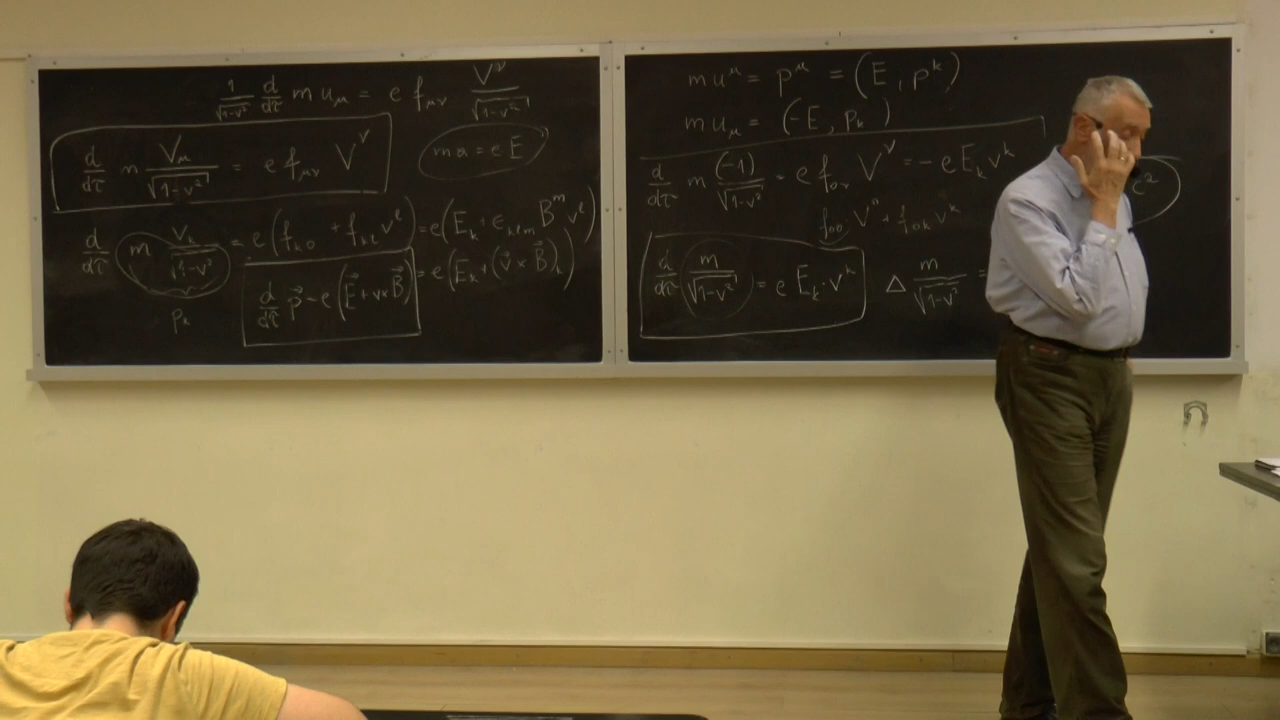 1/√(1-v²) d/dτ m u_μ = e f_μν V^ν/√(1-v²)
d/dτ m V_μ/√(1-v²) = e f_μν V^ν
ma = e E
d/dτ m v_k/√(1-v²) = e(f_k0 + f_kl v^l) = e(E_k + ε_klm B^m v^l)
p_k
d/dτ p⃗ = e(E⃗ + v×B⃗)
= e(E_k + (v⃗ × B⃗)_k)
m u^μ = p^μ = (E, p^k)
m u_μ = (-E, p_k)
d/dτ m (-1)/√(1-v²) = e f_0ν V^ν = -e E_k v^k
f_00 V^0 + f_0k v^k
d/dτ m/√(1-v²) = e E_k · v^k
Δ m/√(1-v²) =
c²